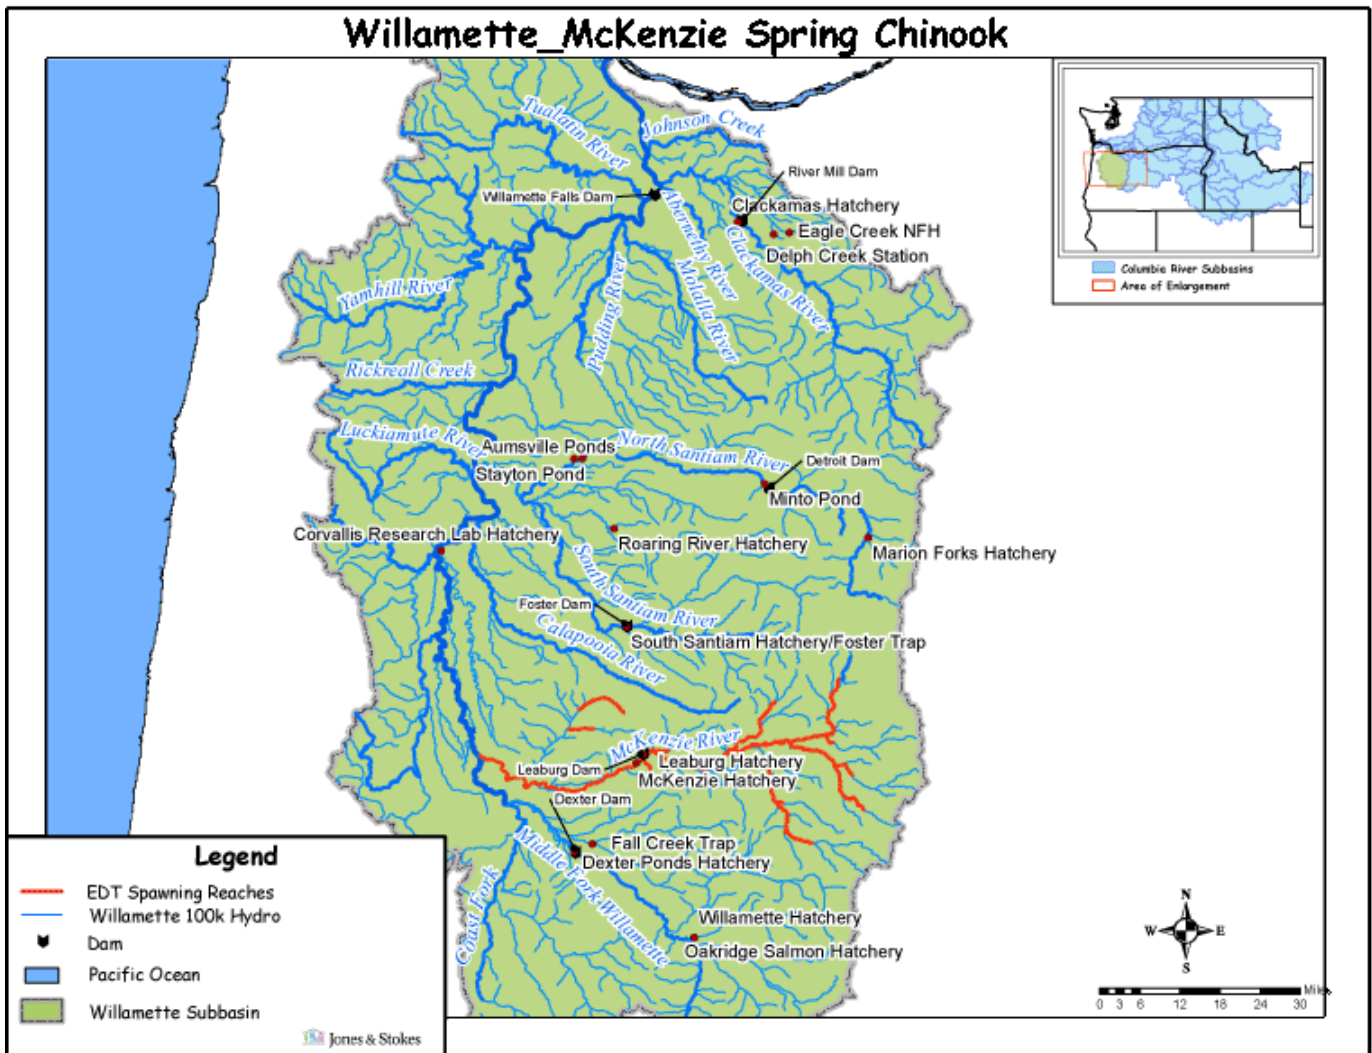 Willamette_McKenzie Spring Chinook
Tualatin River
Johnson Creek
River Mill Dam
Willamette Falls Dam
Clackamas Hatchery
Abernethy River
Eagle Creek NFH
Delph Creek Station
Clackamas River
Molalla River
Pudding River
Yamhill River
Columbia River Subbasins
Area of Enlargement
Rickreall Creek
Luckiamute River
Aumsville Ponds
North Santiam River
Stayton Pond
Detroit Dam
Minto Pond
Corvallis Research Lab Hatchery
Roaring River Hatchery
Marion Forks Hatchery
South Santiam River
Foster Dam
South Santiam Hatchery/Foster Trap
Calapooia River
McKenzie River
Leaburg Dam
Leaburg Hatchery
McKenzie Hatchery
Dexter Dam
Fall Creek Trap
Dexter Ponds Hatchery
Middle Fork Willamette
Coast Fork
Willamette Hatchery
Oakridge Salmon Hatchery
Legend
EDT Spawning Reaches
Willamette 100k Hydro
Dam
Pacific Ocean
Willamette Subbasin
Jones & Stokes
N
W E
S
Miles
0 3 6 12 18 24 30